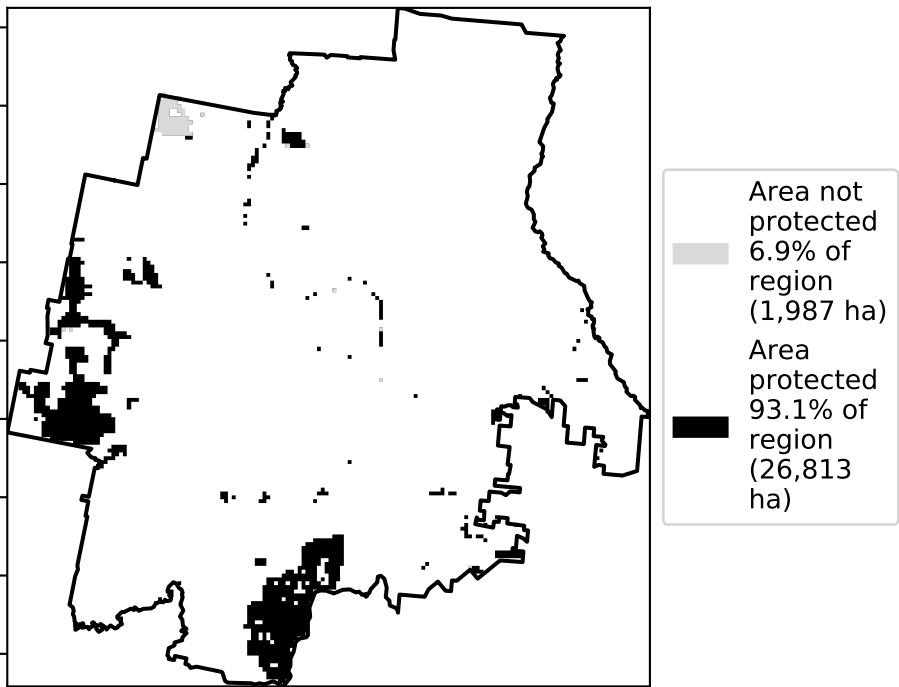 Area not
protected
6.9% of
region
(1,987 ha)
Area
protected
93.1% of
region
(26,813
ha)